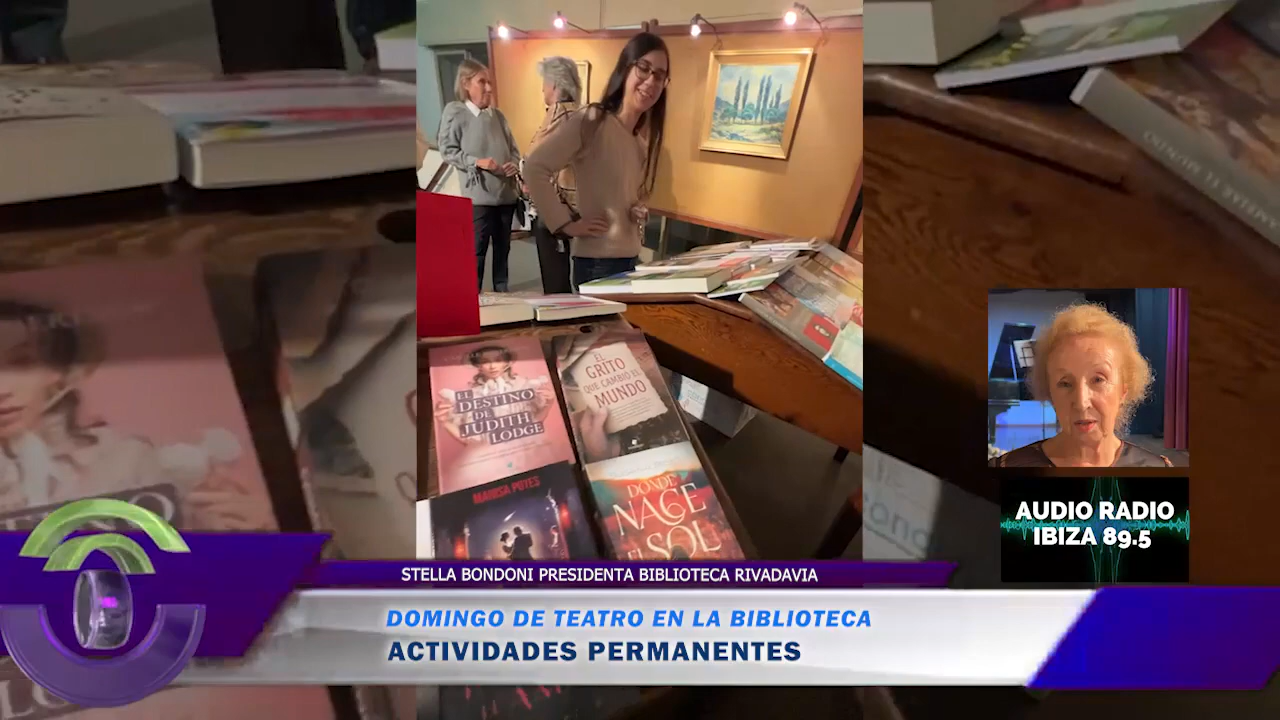 EL
DESTINO
DE
JUDITH
LODGE
EL
GRITO
QUE CAMBIÓ EL
MUNDO
MARISA POTES
DONDE
NACE
EL SOL
AUDIO RADIO
IBIZA 89.5
STELLA BONDONI PRESIDENTA BIBLIOTECA RIVADAVIA
DOMINGO DE TEATRO EN LA BIBLIOTECA
ACTIVIDADES PERMANENTES